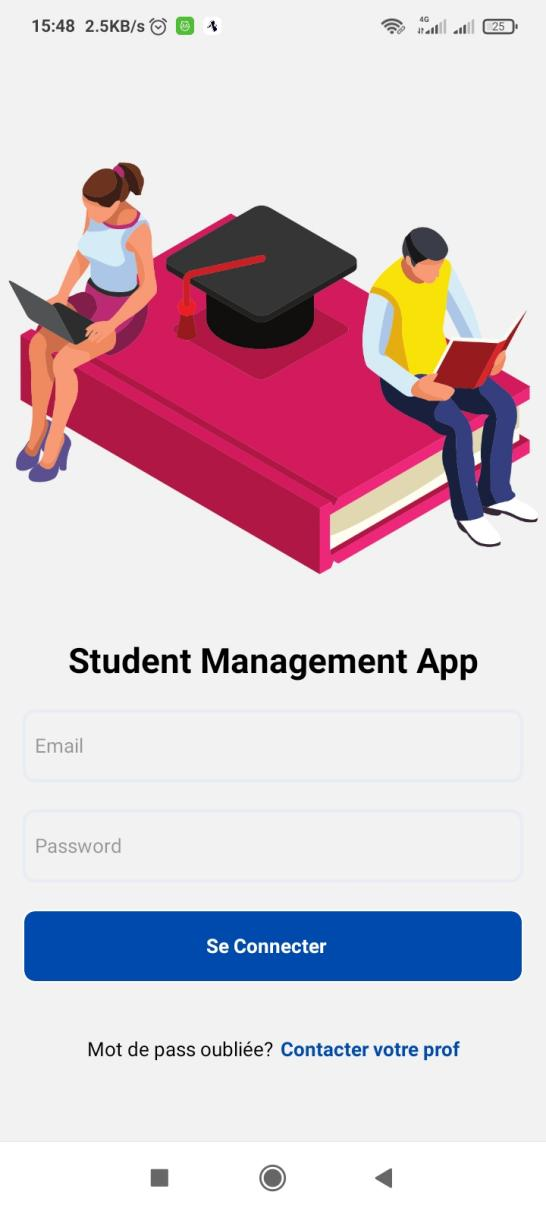 15:48 2.5KB/s 4G 25
Student Management App
Email
Password
Se Connecter
Mot de pass oubliée? Contacter votre prof